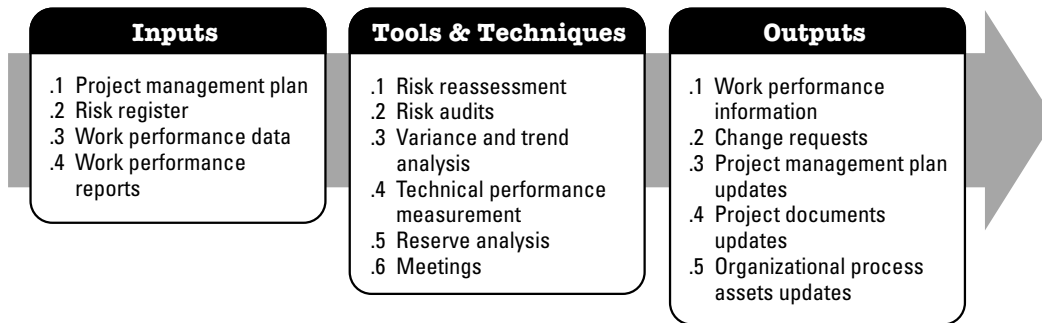 Inputs
.1 Project management plan
.2 Risk register
.3 Work performance data
.4 Work performance
reports
Tools & Techniques
.1 Risk reassessment
.2 Risk audits
.3 Variance and trend
analysis
.4 Technical performance
measurement
.5 Reserve analysis
.6 Meetings
Outputs
.1 Work performance
information
.2 Change requests
.3 Project management plan
updates
.4 Project documents
updates
.5 Organizational process
assets updates